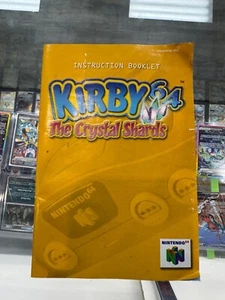 INSTRUCTION BOOKLET
KIRBY 64
The Crystal Shards
NINTENDO 64
NINTENDO 64